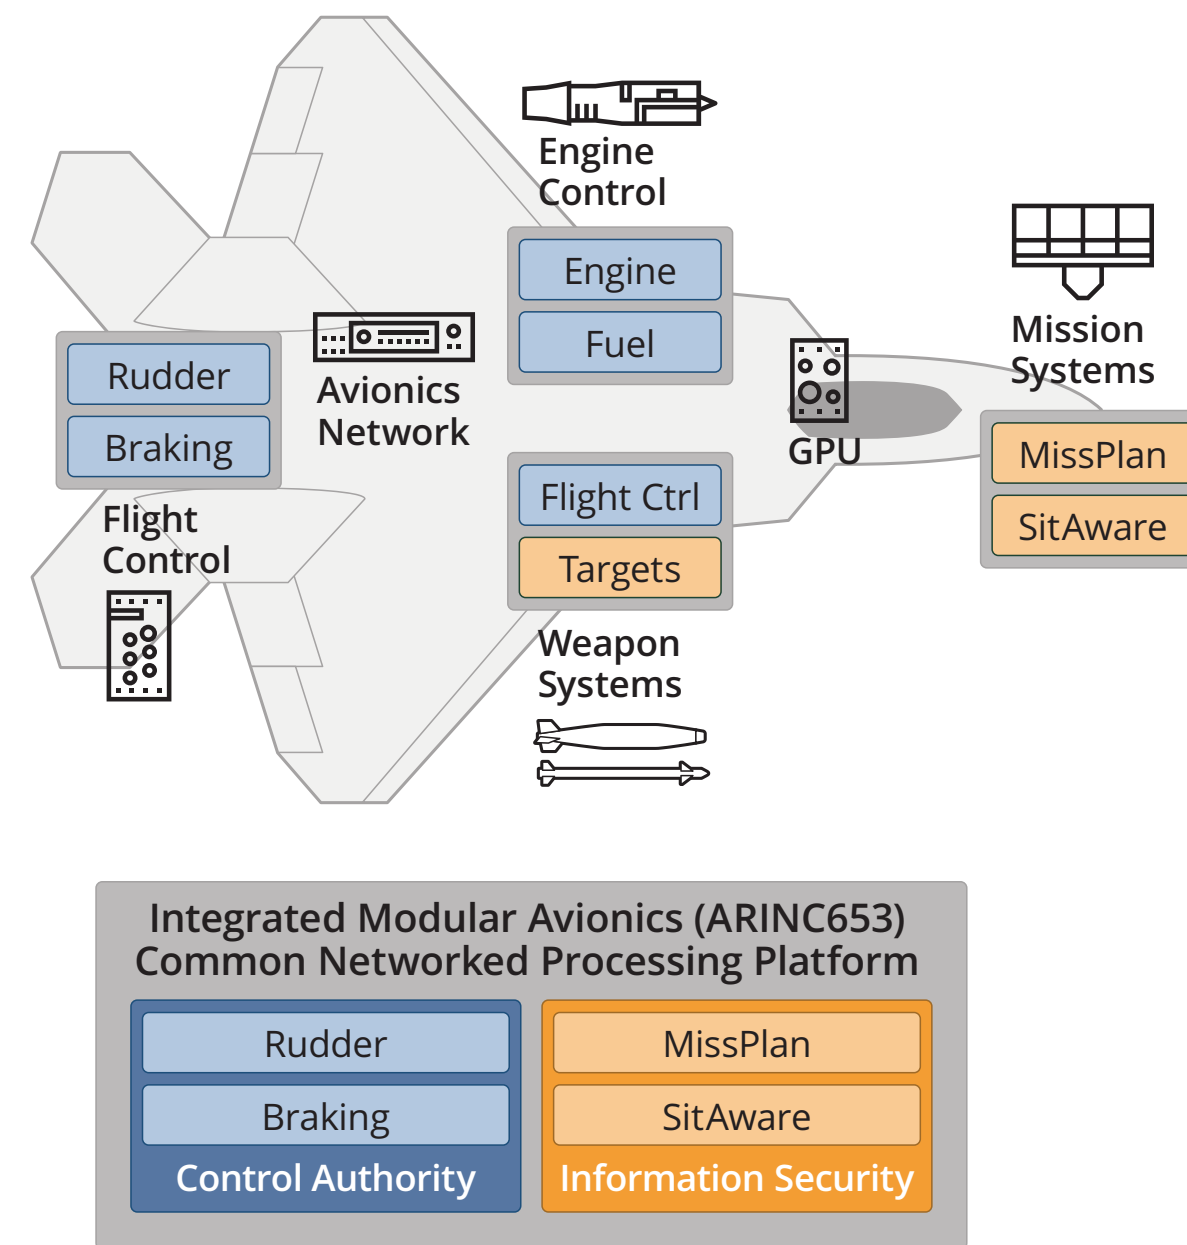 Engine
Control
Engine
Fuel
Mission
Systems
MissPlan
SitAware
Rudder
Braking
Avionics
Network
GPU
Flight
Control
Flight Ctrl
Targets
Weapon
Systems
Integrated Modular Avionics (ARINC653)
Common Networked Processing Platform
Rudder
Braking
Control Authority
MissPlan
SitAware
Information Security